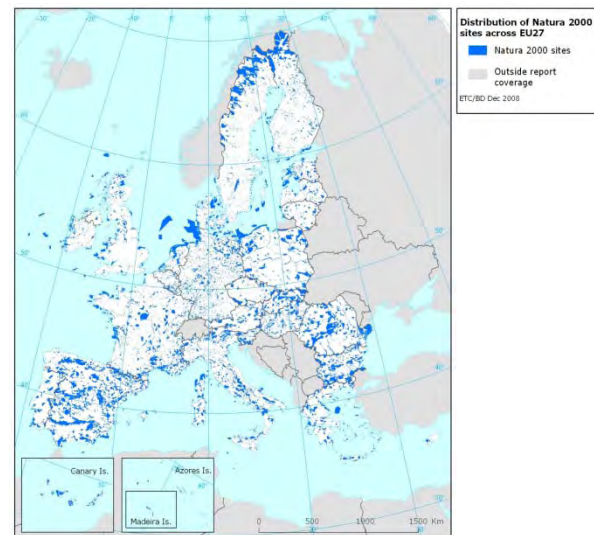 Distribution of Natura 2000
sites across EU27
Natura 2000 sites
Outside report
coverage
ETC/BD Dec 2008
Canary Is.
Azores Is.
Madeira Is.
0 500 1000 1500 Km